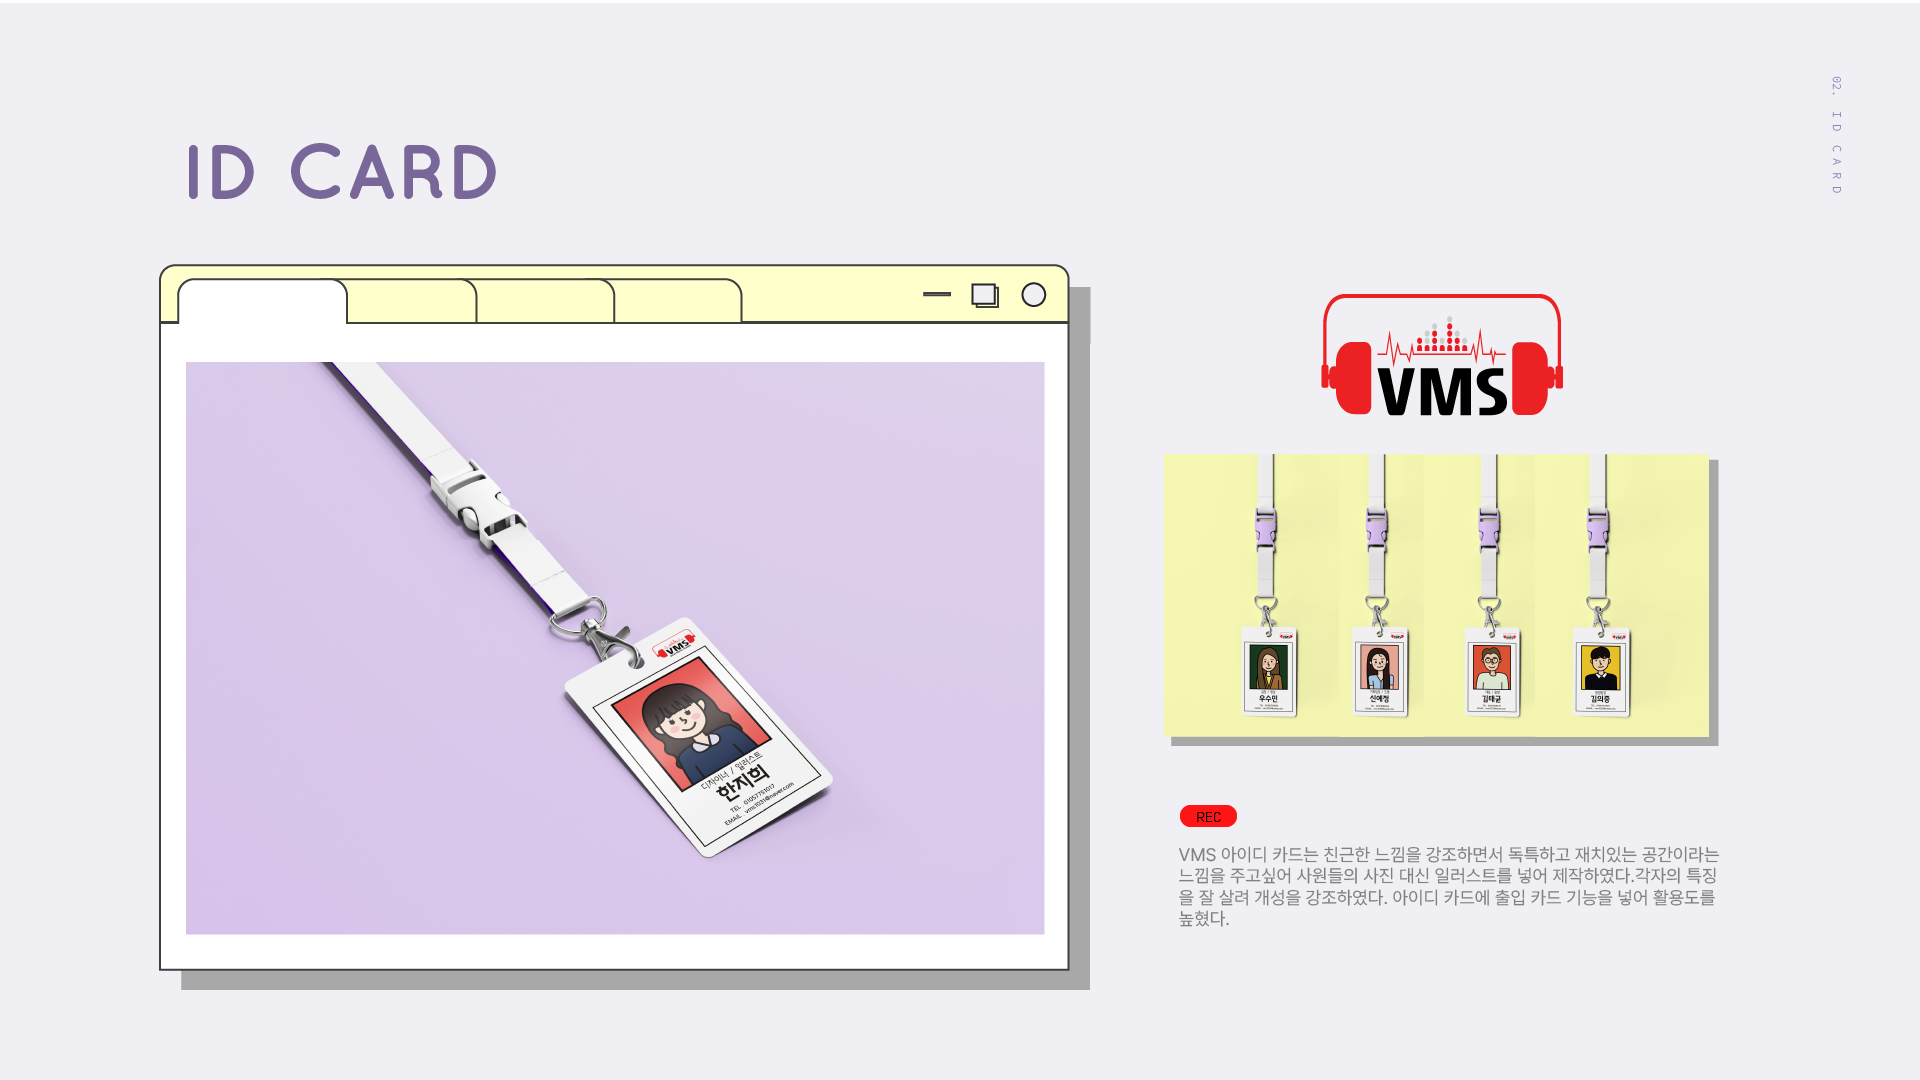 ID CARD
02. ID CARD
VMS
VMS
디자이너 / 일러스트
한지희
TEL 01057751017
EMAIL vms1031@naver.com
우수민
신예정
김태균
김의중
REC
VMS 아이디 카드는 친근한 느낌을 강조하면서 독특하고 재치있는 공간이라는
느낌을 주고싶어 사원들의 사진 대신 일러스트를 넣어 제작하였다.각자의 특징
을 잘 살려 개성을 강조하였다. 아이디 카드에 출입 카드 기능을 넣어 활용도를
높혔다.